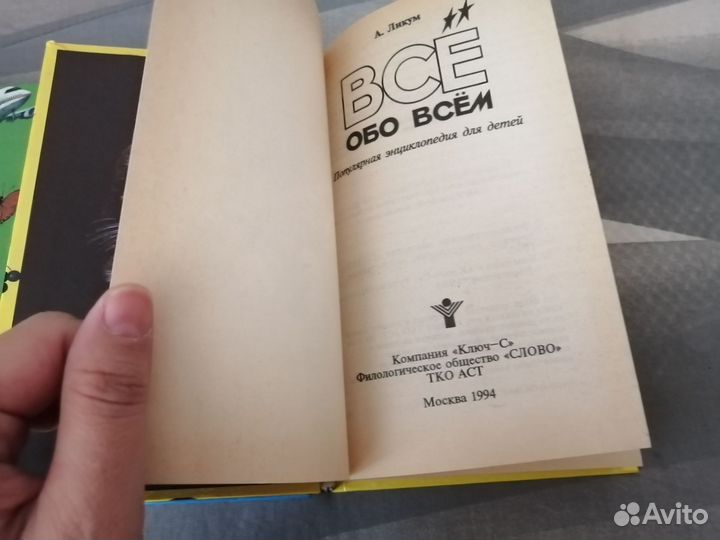 А. Ликум
ВСЁ
ОБО ВСЁМ
Популярная энциклопедия для детей
Компания «Ключ—С»
Филологическое общество «СЛОВО»
ТКО АСТ
Москва 1994
Avito